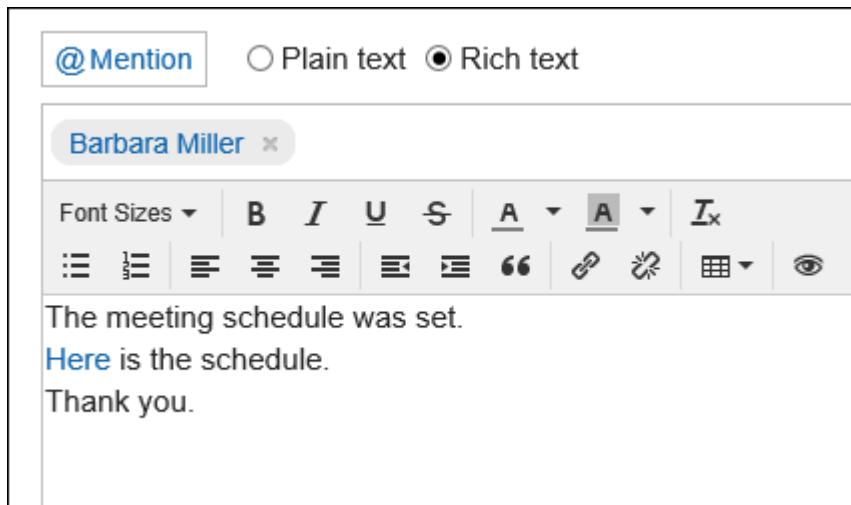 @Mention Plain text Rich text
Barbara Miller ×
Font Sizes B I U S A A Ix
The meeting schedule was set.
Here is the schedule.
Thank you.